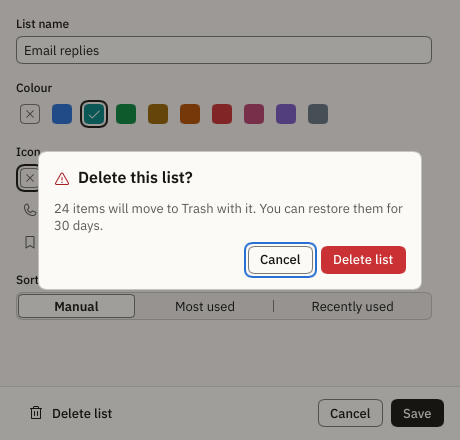 List name
Email replies
Colour
Icon
Delete this list?
24 items will move to Trash with it. You can restore them for
30 days.
Cancel
Delete list
Sort
Manual
Most used
Recently used
Delete list
Cancel
Save